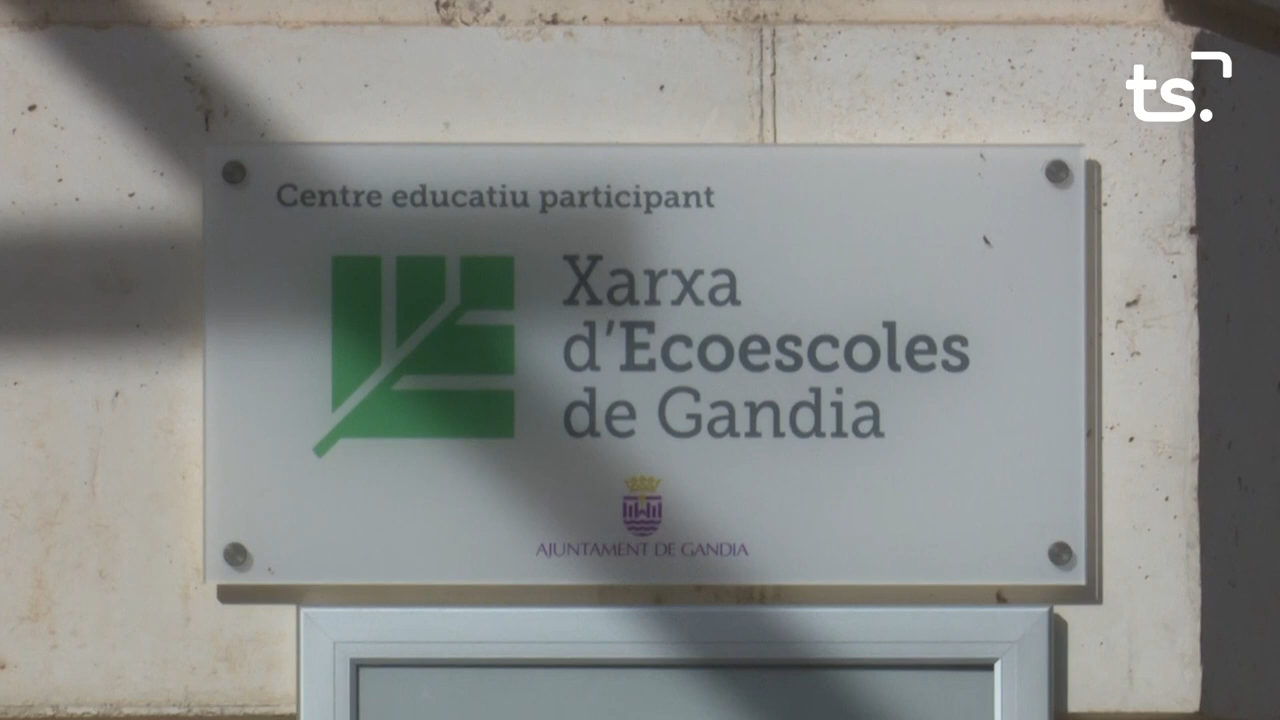 ts.
Centre educatiu participant
Xarxa
d'Ecoescoles
de Gandia
AJUNTAMENT DE GANDIA